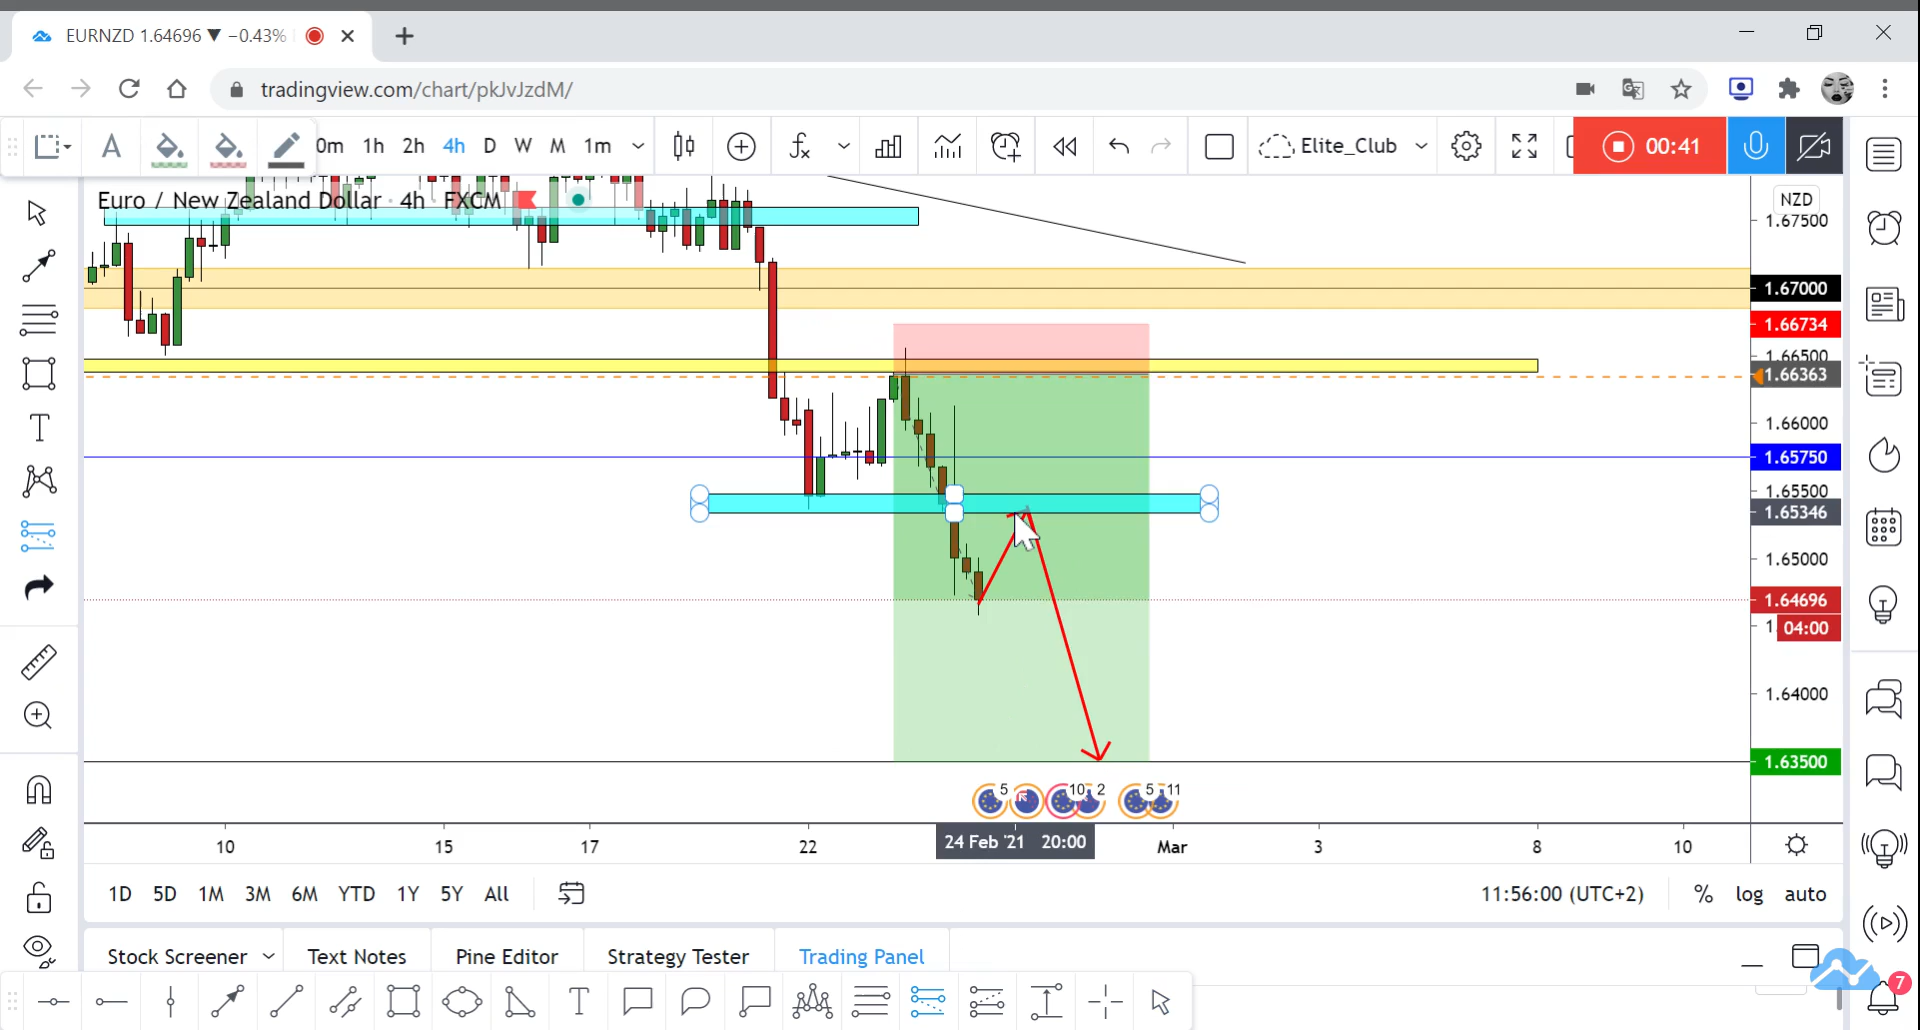 EURNZD 1.64696 ▼ −0.43%
tradingview.com/chart/pkJvJzdM/
A
0m 1h 2h 4h D W M 1m
Elite_Club
00:41
Euro / New Zealand Dollar · 4h · FXCM
NZD
1.67500
1.67000
1.66734
1.66500
1.66363
1.66000
1.65750
1.65500
1.65346
1.65000
1.64696
04:00
1.64000
1.63500
5 10 2 5 11
10 15 17 22 24 Feb '21 20:00 Mar 3 8 10
1D 5D 1M 3M 6M YTD 1Y 5Y All
11:56:00 (UTC+2) % log auto
Stock Screener Text Notes Pine Editor Strategy Tester Trading Panel
7